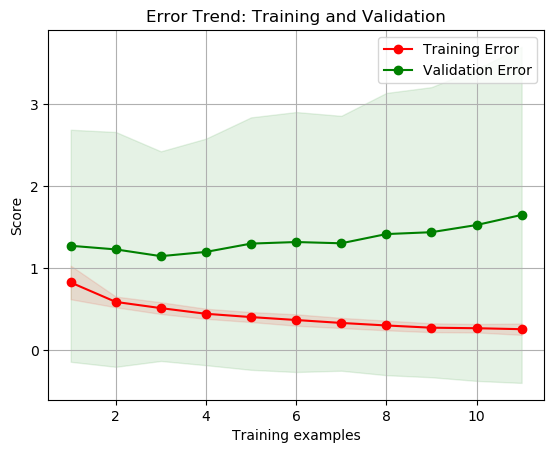 Error Trend: Training and Validation
Training Error
Validation Error
Score
3
2
1
0
2 4 6 8 10
Training examples